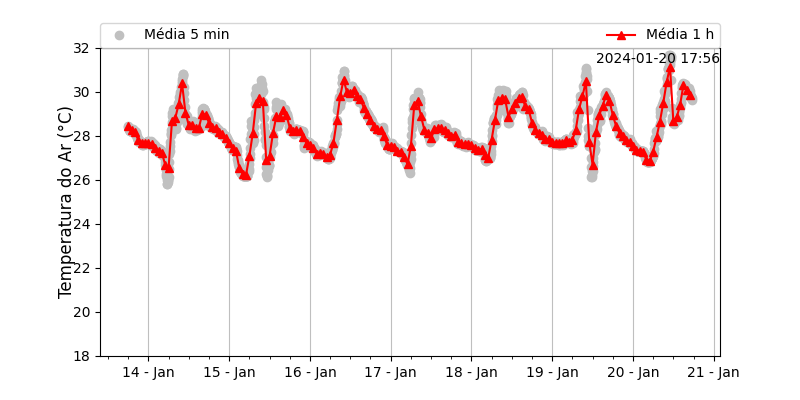 Média 5 min
Média 1 h
2024-01-20 17:56
Temperatura do Ar (°C)
32
30
28
26
24
22
20
18
14 - Jan
15 - Jan
16 - Jan
17 - Jan
18 - Jan
19 - Jan
20 - Jan
21 - Jan